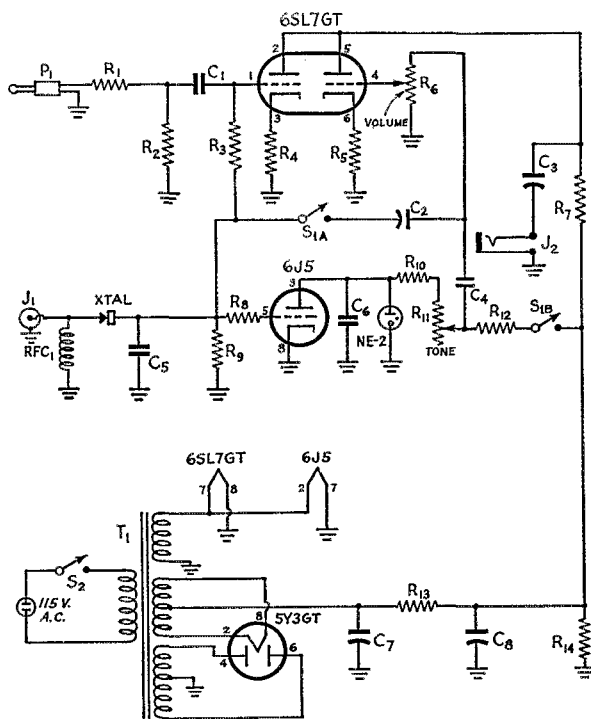 6SL7GT
2
5
P1
R1
C1
1
4
R6
VOLUME
3
6
R2
R3
R4
R5
C3
R7
S1A
C2
J2
6J5
J1
XTAL
R8
5
3
8
R10
C6
NE-2
R11
TONE
C4
R12
S1B
RFC1
C5
R9
6SL7GT
6J5
7
8
2
7
T1
S2
115 V.
A.C.
8
5Y3GT
2
4
6
R13
C7
C8
R14